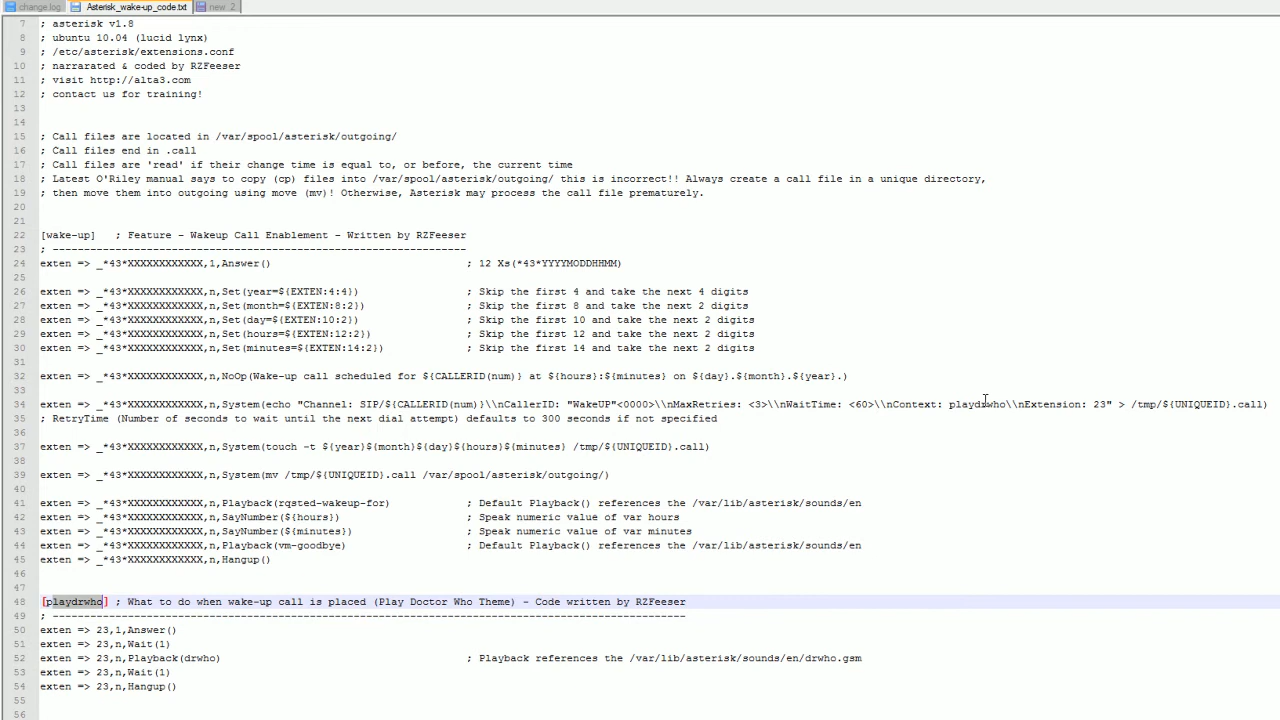 change.log Asterisk_wake-up_code.txt new 2
7 ; asterisk v1.8
8 ; ubuntu 10.04 (lucid lynx)
9 ; /etc/asterisk/extensions.conf
10 ; narrarated & coded by RZFeeser
11 ; visit http://alta3.com
12 ; contact us for training!
13
14
15 ; Call files are located in /var/spool/asterisk/outgoing/
16 ; Call files end in .call
17 ; Call files are 'read' if their change time is equal to, or before, the current time
18 ; Latest O'Riley manual says to copy (cp) files into /var/spool/asterisk/outgoing/ this is incorrect!! Always create a call file in a unique directory,
19 ; then move them into outgoing using move (mv)! Otherwise, Asterisk may process the call file prematurely.
20
21
22 [wake-up] ; Feature - Wakeup Call Enablement - Written by RZFeeser
23 ; ------------------------------------------------------------------
24 exten => _*43*XXXXXXXXXXXX,1,Answer() ; 12 Xs(*43*YYYYMODDHHMM)
25
26 exten => _*43*XXXXXXXXXXXX,n,Set(year=${EXTEN:4:4}) ; Skip the first 4 and take the next 4 digits
27 exten => _*43*XXXXXXXXXXXX,n,Set(month=${EXTEN:8:2}) ; Skip the first 8 and take the next 2 digits
28 exten => _*43*XXXXXXXXXXXX,n,Set(day=${EXTEN:10:2}) ; Skip the first 10 and take the next 2 digits
29 exten => _*43*XXXXXXXXXXXX,n,Set(hours=${EXTEN:12:2}) ; Skip the first 12 and take the next 2 digits
30 exten => _*43*XXXXXXXXXXXX,n,Set(minutes=${EXTEN:14:2}) ; Skip the first 14 and take the next 2 digits
31
32 exten => _*43*XXXXXXXXXXXX,n,NoOp(Wake-up call scheduled for ${CALLERID(num)} at ${hours}:${minutes} on ${day}.${month}.${year}.)
33
34 exten => _*43*XXXXXXXXXXXX,n,System(echo "Channel: SIP/${CALLERID(num)}\\nCallerID: "WakeUP"<0000>\\nMaxRetries: <3>\\nWaitTime: <60>\\nContext: playdrwho\\nExtension: 23" > /tmp/${UNIQUEID}.call)
35 ; RetryTime (Number of seconds to wait until the next dial attempt) defaults to 300 seconds if not specified
36
37 exten => _*43*XXXXXXXXXXXX,n,System(touch -t ${year}${month}${day}${hours}${minutes} /tmp/${UNIQUEID}.call)
38
39 exten => _*43*XXXXXXXXXXXX,n,System(mv /tmp/${UNIQUEID}.call /var/spool/asterisk/outgoing/)
40
41 exten => _*43*XXXXXXXXXXXX,n,Playback(rqsted-wakeup-for) ; Default Playback() references the /var/lib/asterisk/sounds/en
42 exten => _*43*XXXXXXXXXXXX,n,SayNumber(${hours}) ; Speak numeric value of var hours
43 exten => _*43*XXXXXXXXXXXX,n,SayNumber(${minutes}) ; Speak numeric value of var minutes
44 exten => _*43*XXXXXXXXXXXX,n,Playback(vm-goodbye) ; Default Playback() references the /var/lib/asterisk/sounds/en
45 exten => _*43*XXXXXXXXXXXX,n,Hangup()
46
47
48 [playdrwho] ; What to do when wake-up call is placed (Play Doctor Who Theme) - Code written by RZFeeser
49 ; -----------------------------------------------------------------------------------------------------
50 exten => 23,1,Answer()
51 exten => 23,n,Wait(1)
52 exten => 23,n,Playback(drwho) ; Playback references the /var/lib/asterisk/sounds/en/drwho.gsm
53 exten => 23,n,Wait(1)
54 exten => 23,n,Hangup()
55
56